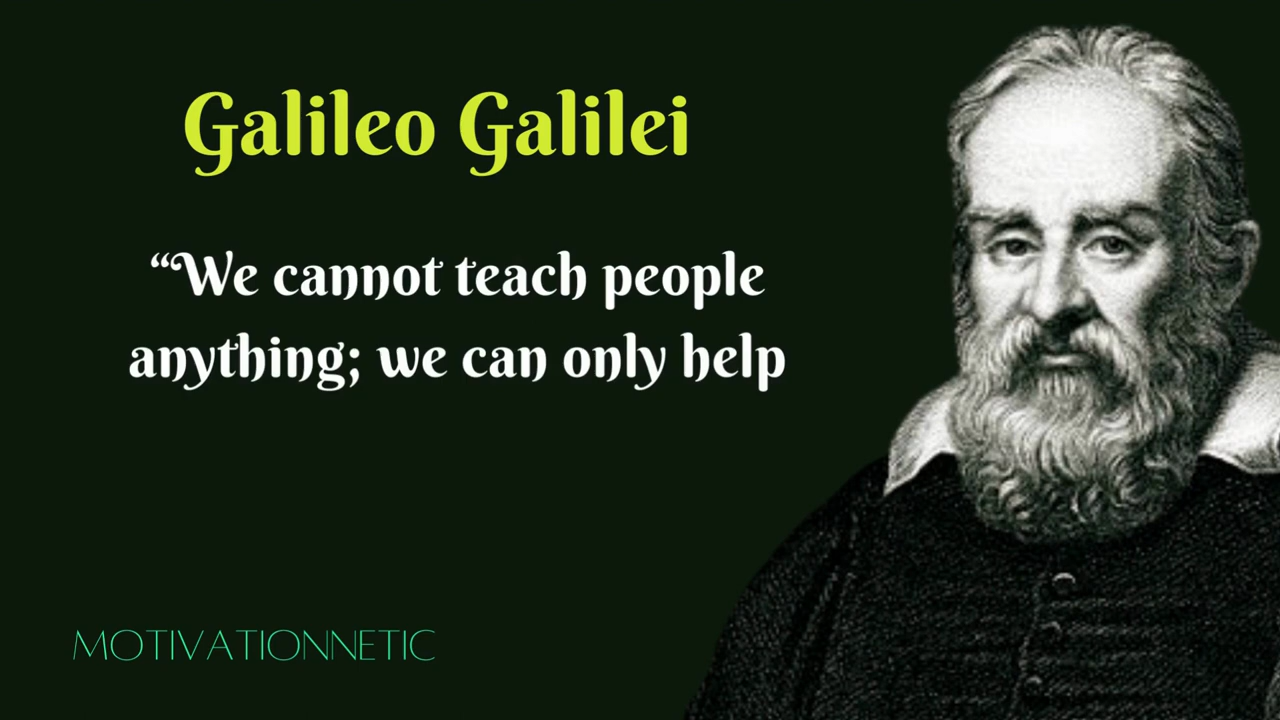 Galileo Galilei
“We cannot teach people
anything; we can only help
MOTIVATIONNETIC